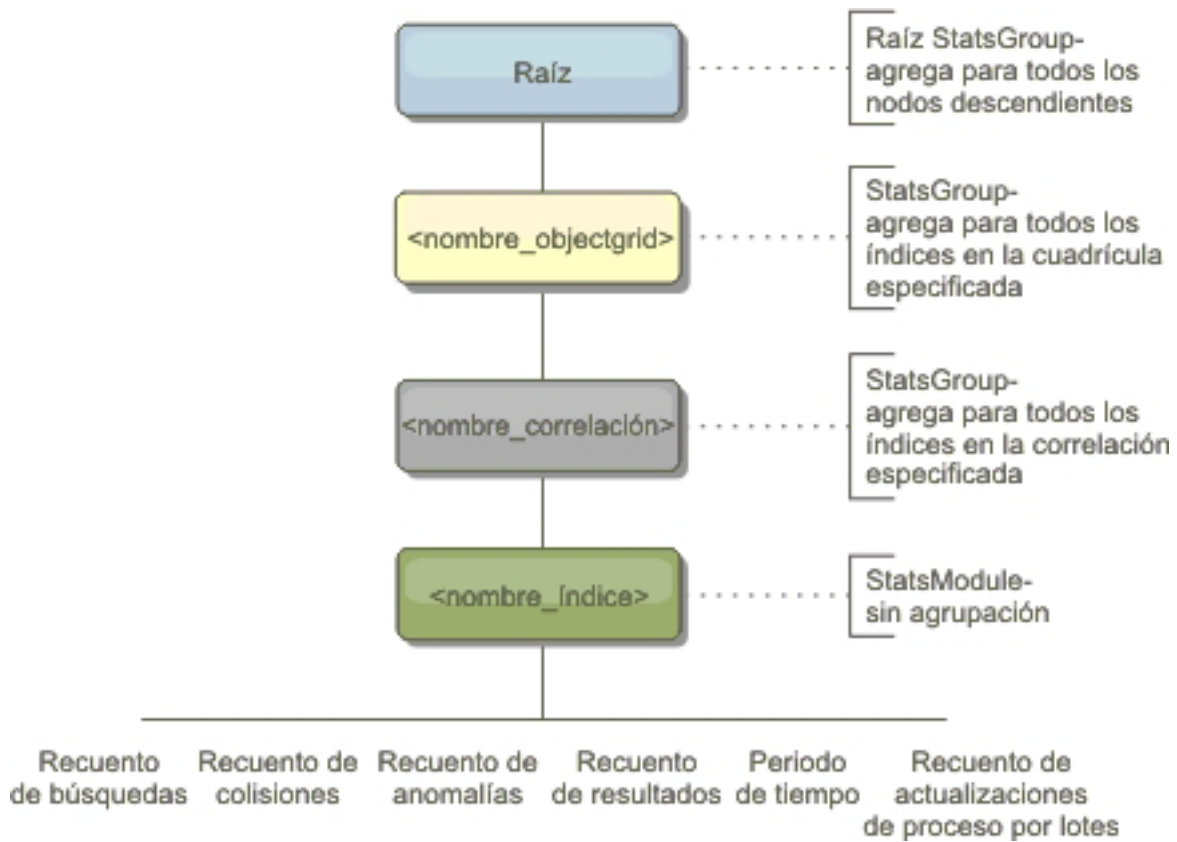 Raíz
Raíz StatsGroup-
agrega para todos los
nodos descendientes
<nombre_objectgrid>
StatsGroup-
agrega para todos los
índices en la cuadrícula
especificada
<nombre_correlación>
StatsGroup-
agrega para todos los
índices en la correlación
especificada
<nombre_índice>
StatsModule-
sin agrupación
Recuento
de búsquedas
Recuento de
colisiones
Recuento de
anomalías
Recuento
de resultados
Periodo
de tiempo
Recuento de
actualizaciones
de proceso por lotes